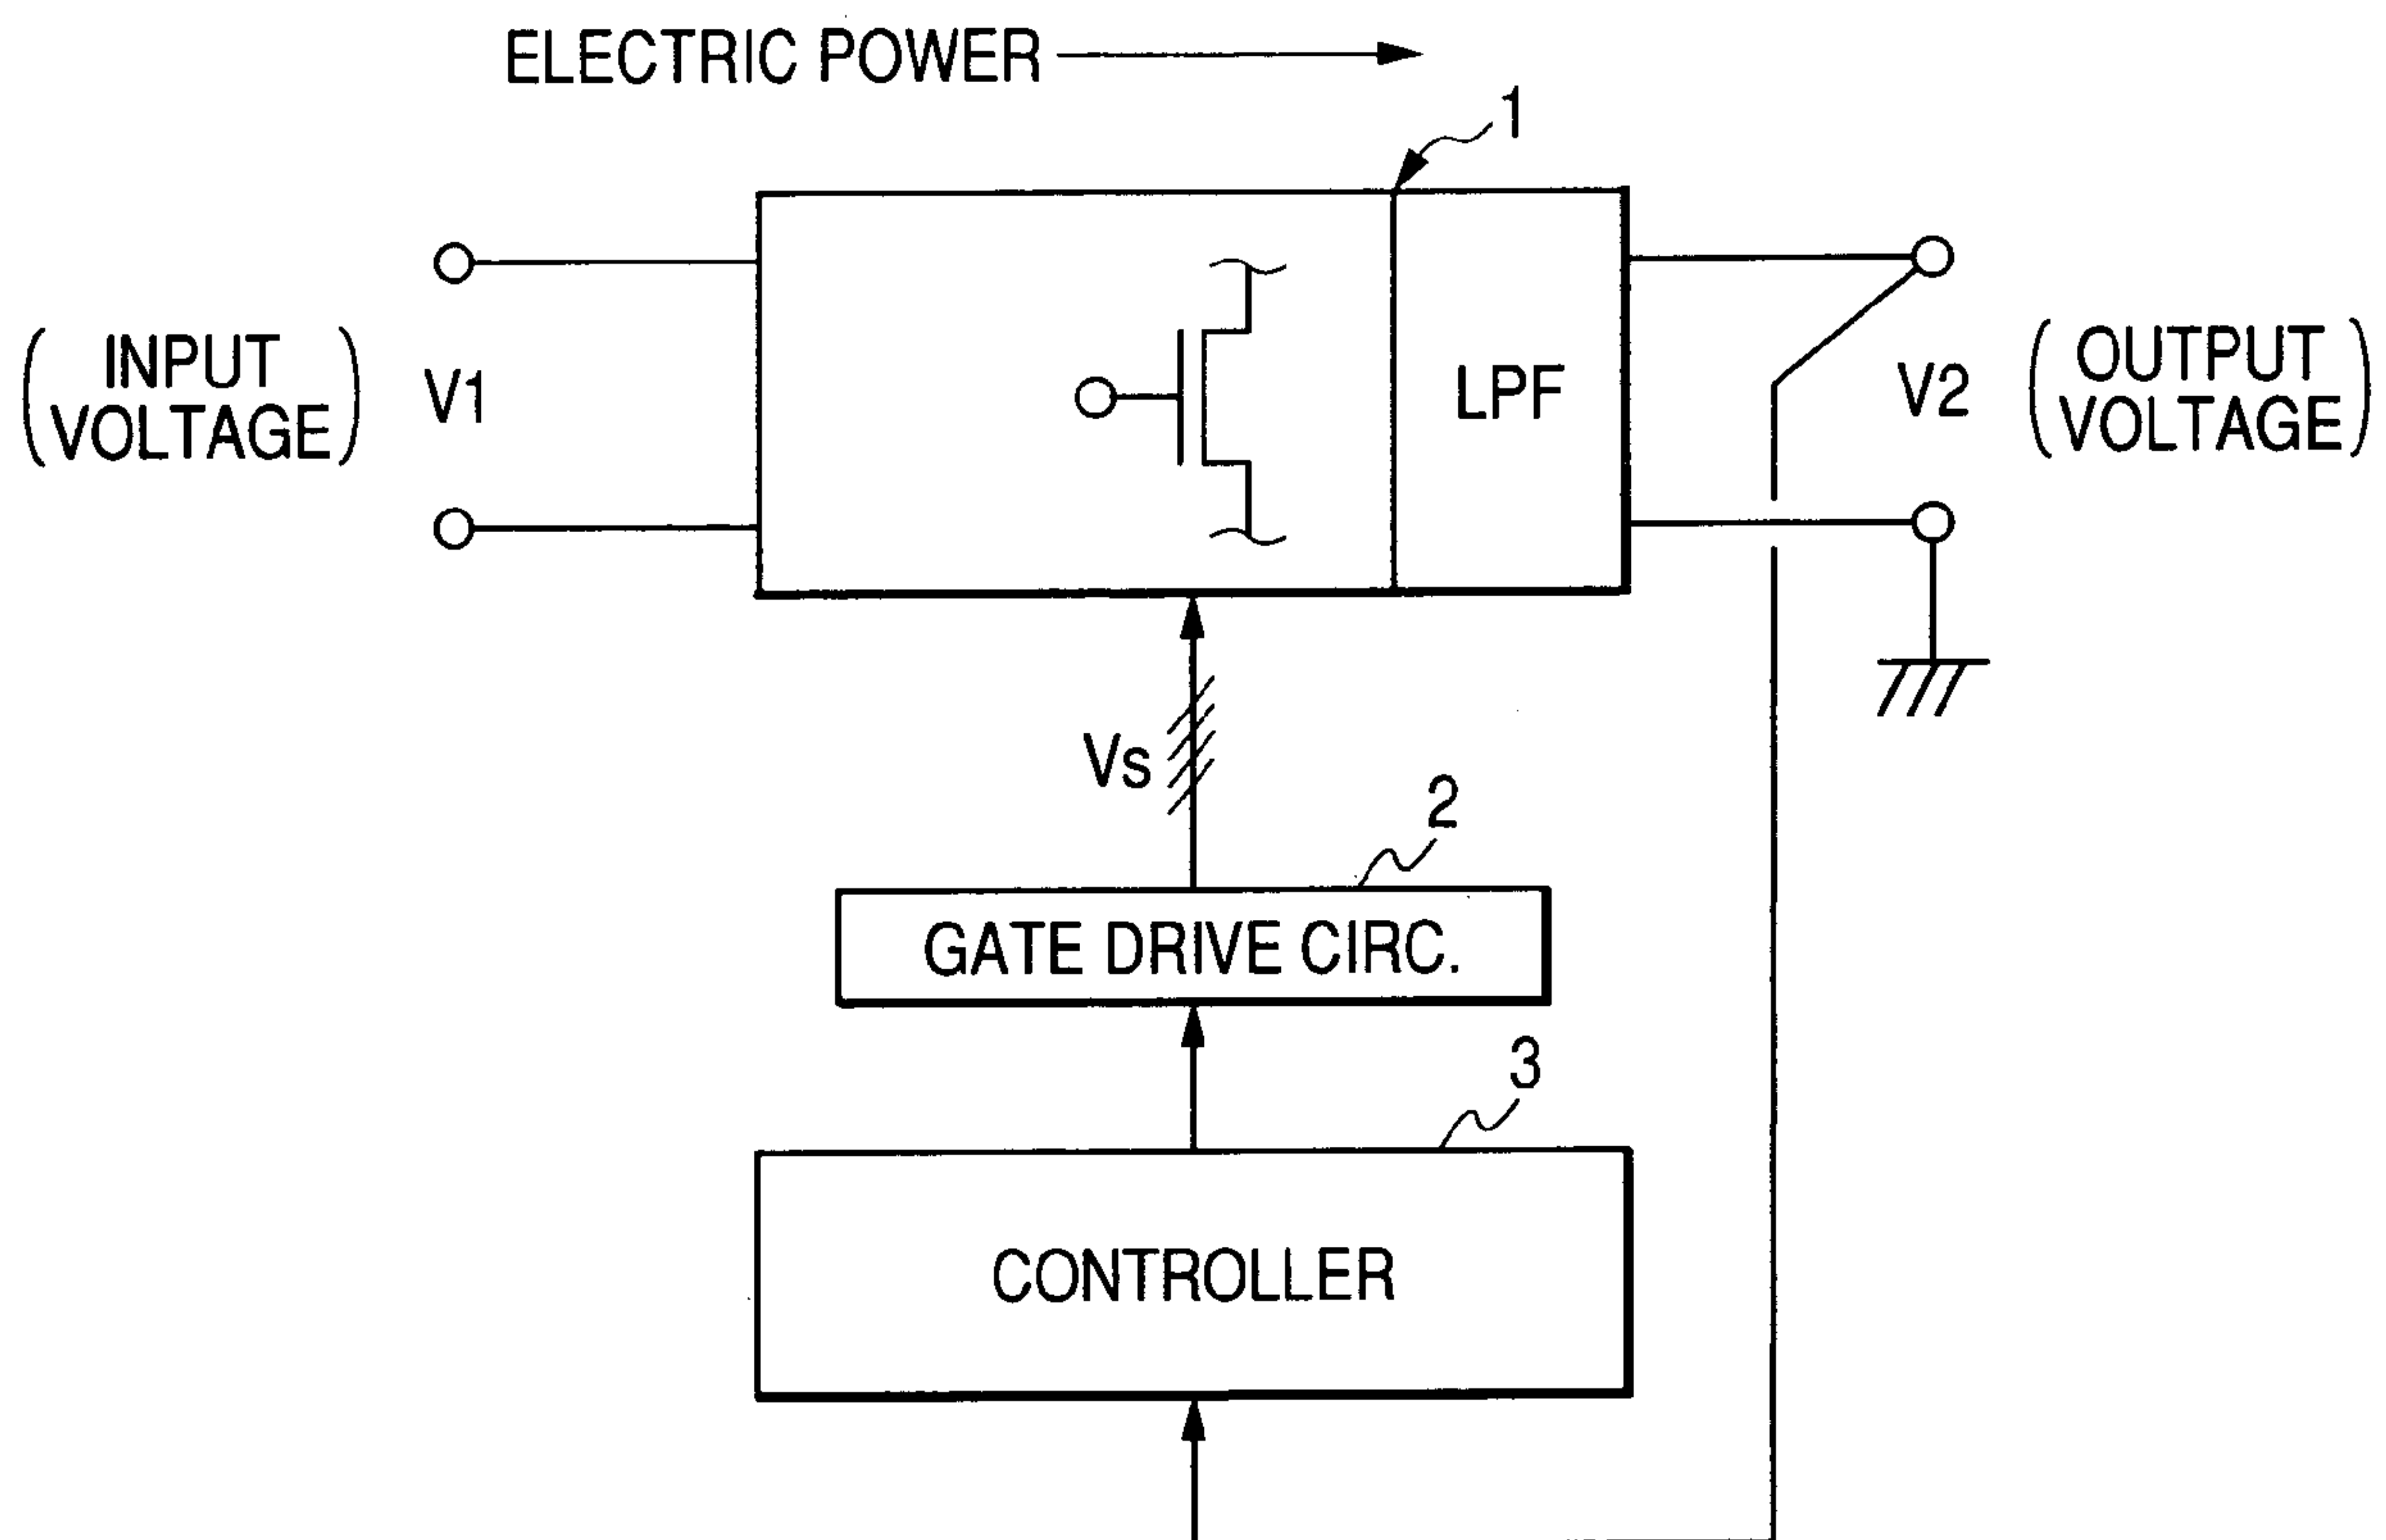 ELECTRIC POWER
1
(INPUT VOLTAGE)
V1
LPF
V2
(OUTPUT VOLTAGE)
Vs
2
GATE DRIVE CIRC.
3
CONTROLLER